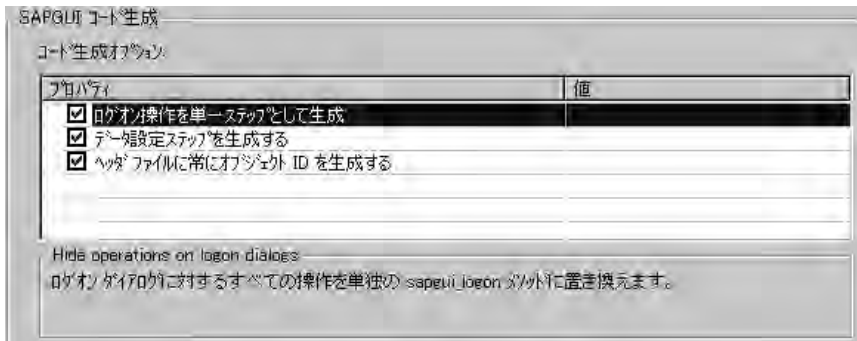 SAPGUI コード生成
コード生成オプション:
プロパティ 値
ログオン操作を単一ステップとして生成
データ設定ステップを生成する
ヘッダ ファイルに常にオブジェクト ID を生成する
Hide operations on logon dialogs
ログオン ダイアログに対するすべての操作を単独の sapgui_logon メソッドに置き換えます。